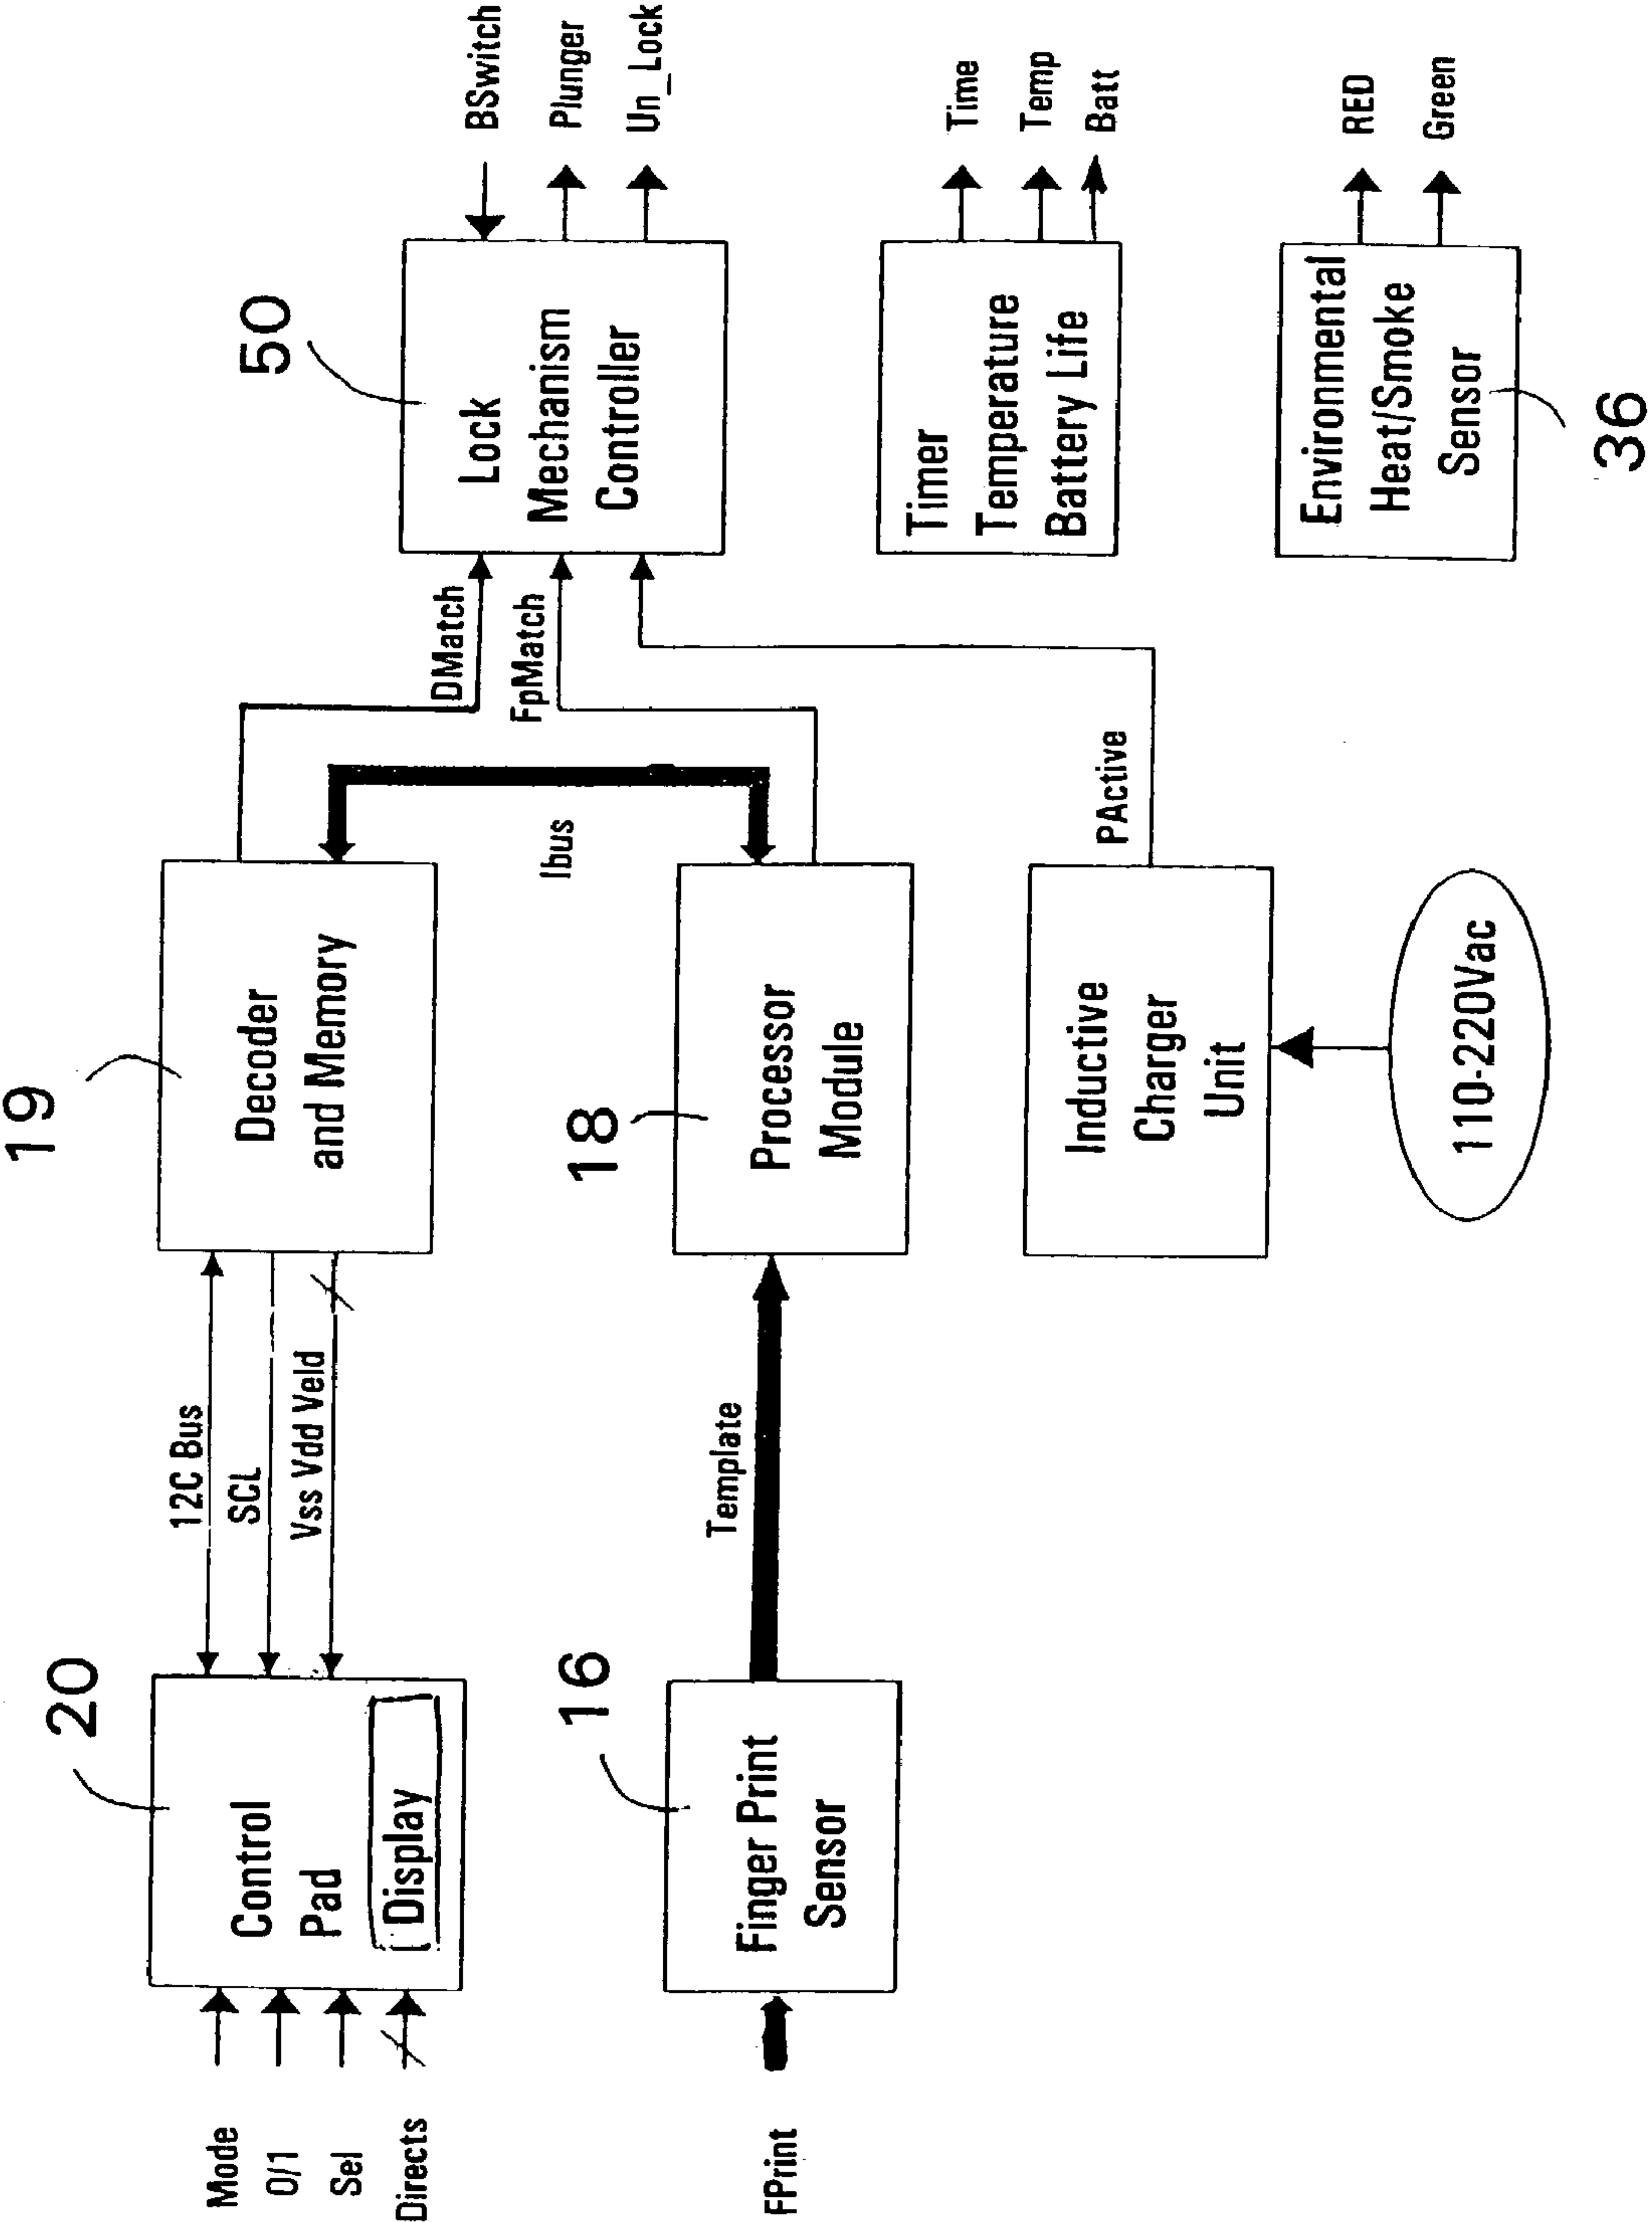 20
19
50
Mode
0/1
Sel
Directs
Control
Pad
Display
12C Bus
SCL
Vss Vdd Veld
Decoder
and Memory
DMatch
FpMatch
Lock
Mechanism
Controller
BSwitch
Plunger
Un_Lock
Ibus
16
18
FPrint
Finger Print
Sensor
Template
Processor
Module
Timer
Temperature
Battery Life
Time
Temp
Batt
Inductive
Charger
Unit
PActive
110-220Vac
Environmental
Heat/Smoke
Sensor
RED
Green
36